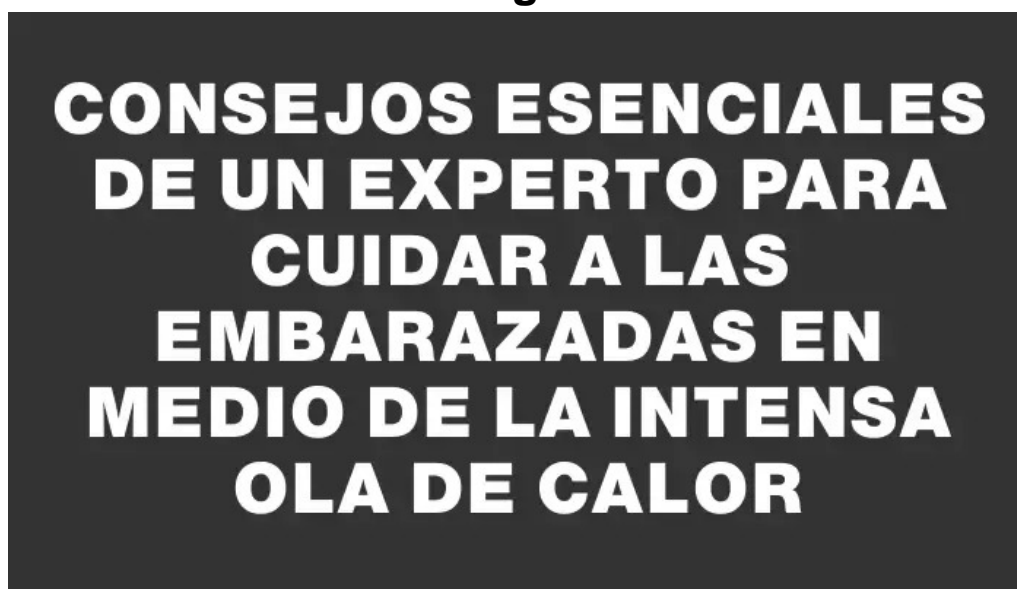 CONSEJOS ESENCIALES
DE UN EXPERTO PARA
CUIDAR A LAS
EMBARAZADAS EN
MEDIO DE LA INTENSA
OLA DE CALOR